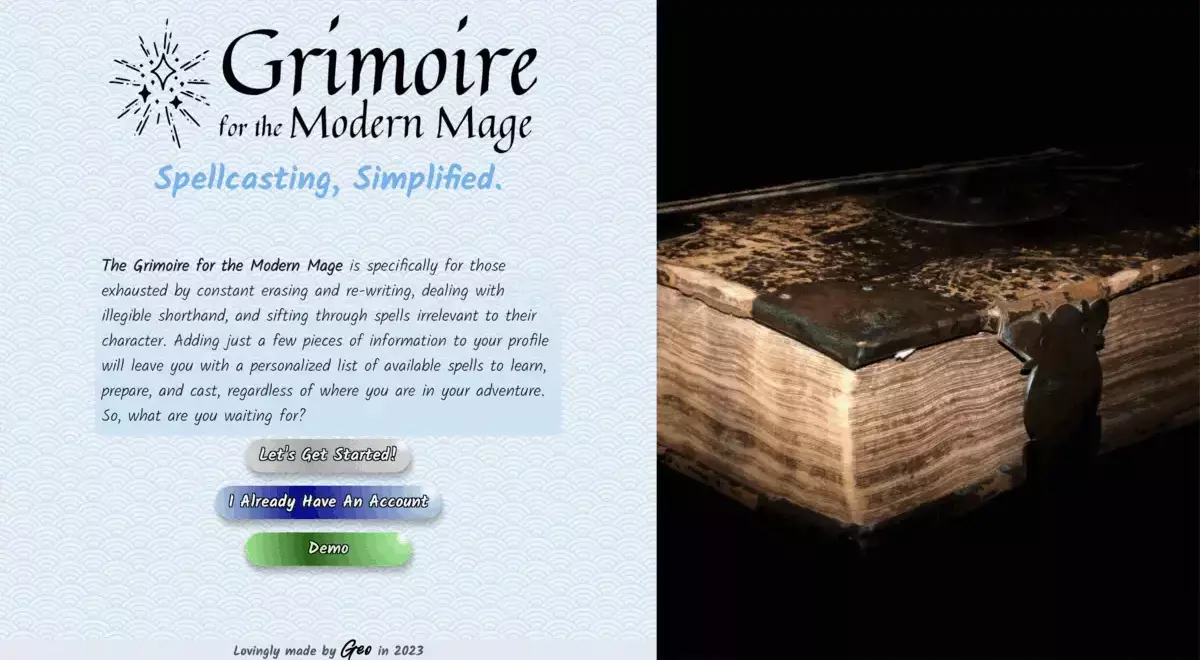 Grimoire
for the Modern Mage
Spellcasting, Simplified.
The Grimoire for the Modern Mage is specifically for those
exhausted by constant erasing and re-writing, dealing with
illegible shorthand, and sifting through spells irrelevant to their
character. Adding just a few pieces of information to your profile
will leave you with a personalized list of available spells to learn,
prepare, and cast, regardless of where you are in your adventure.
So, what are you waiting for?
Let's Get Started!
I Already Have An Account
Demo
Lovingly made by Geo in 2023